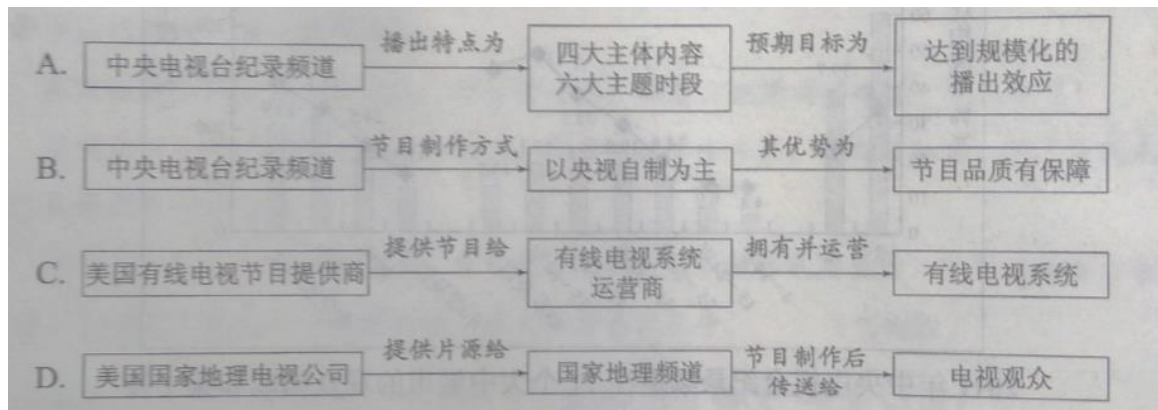 A. 中央电视台纪录频道 播出特点为 四大主体内容 预期目标为 达到规模化的
六大主题时段 播出效应
B. 中央电视台纪录频道 节目制作方式 以央视自制为主 其优势为 节目品质有保障
C. 美国有线电视节目提供商 提供节目给 有线电视系统 拥有并运营 有线电视系统
运营商
D. 美国国家地理电视公司 提供片源给 国家地理频道 节目制作后 电视观众
传送给